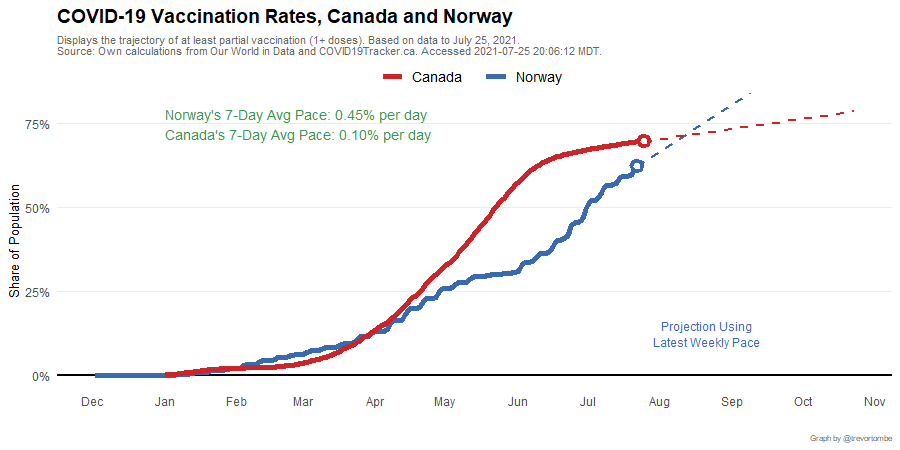 COVID-19 Vaccination Rates, Canada and Norway
Displays the trajectory of at least partial vaccination (1+ doses). Based on data to July 25, 2021.
Source: Own calculations from Our World in Data and COVID19Tracker.ca. Accessed 2021-07-25 20:06:12 MDT.
Canada Norway
Norway's 7-Day Avg Pace: 0.45% per day
Canada's 7-Day Avg Pace: 0.10% per day
75%
50%
25%
0%
Share of Population
Projection Using
Latest Weekly Pace
Dec Jan Feb Mar Apr May Jun Jul Aug Sep Oct Nov
Graph by @trevortombe